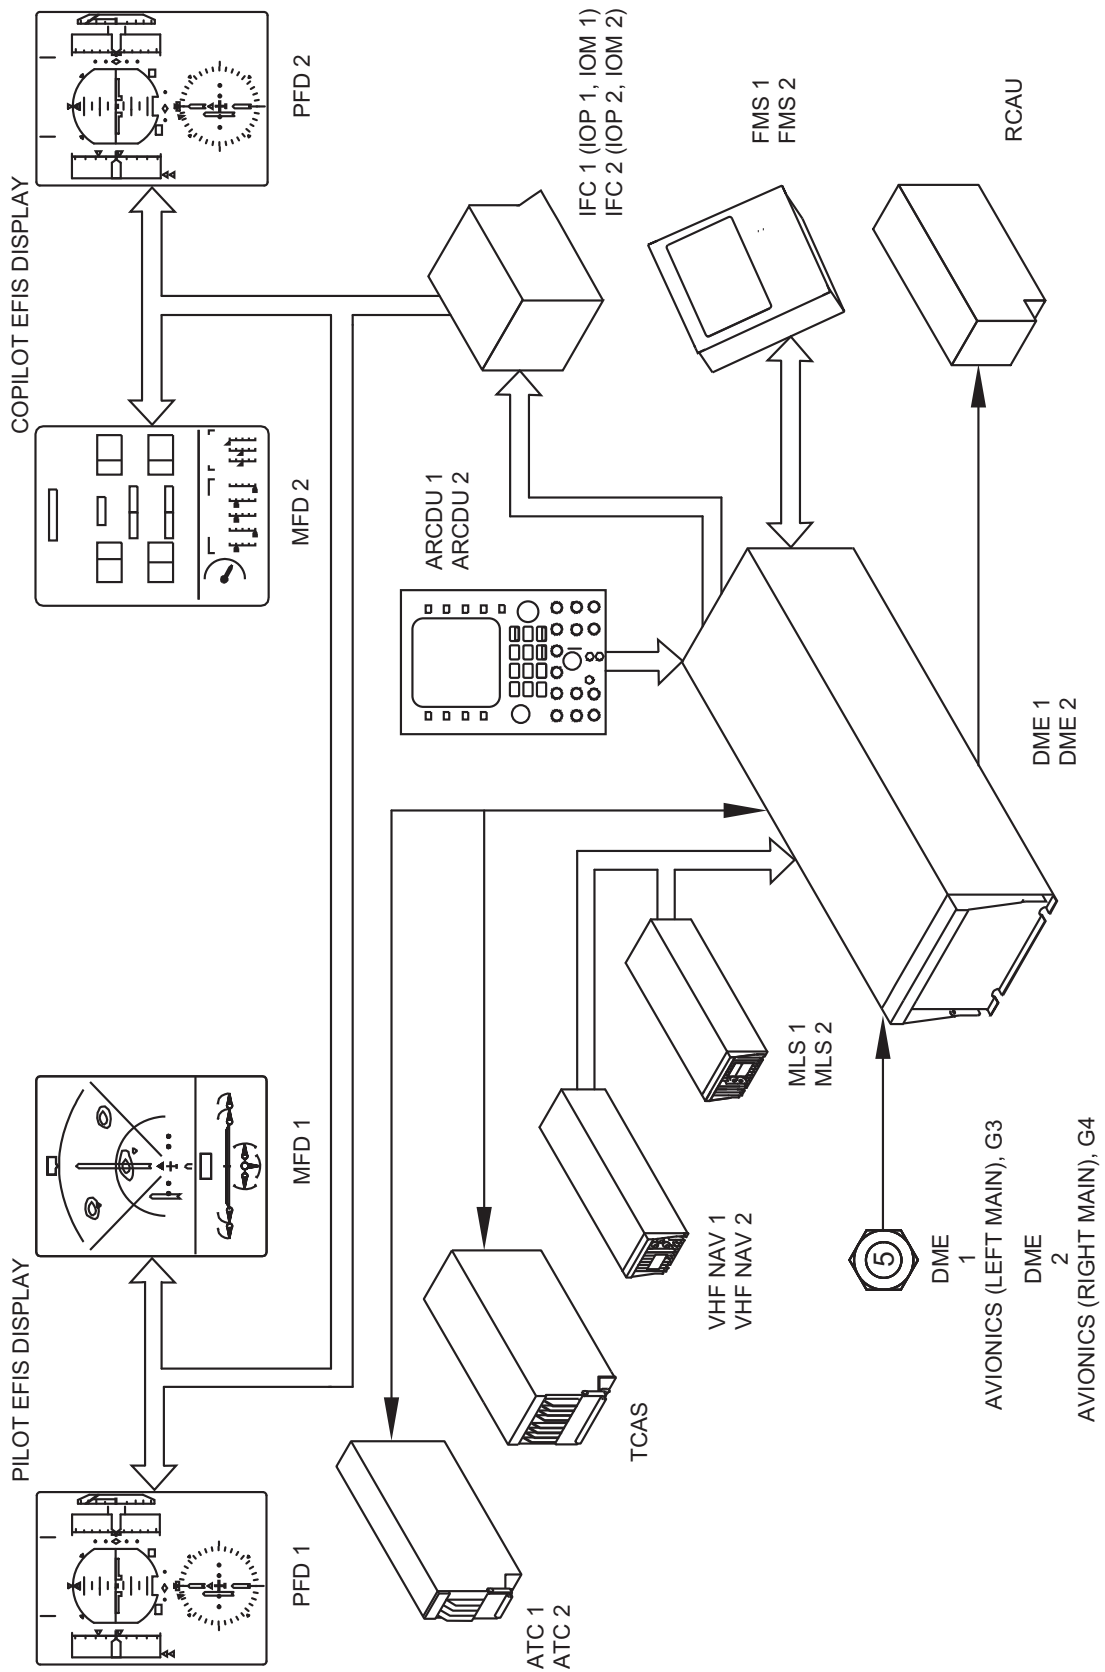 PILOT EFIS DISPLAY
COPILOT EFIS DISPLAY
PFD 1
MFD 1
MFD 2
PFD 2
ATC 1
ATC 2
TCAS
VHF NAV 1
VHF NAV 2
MLS 1
MLS 2
ARCDU 1
ARCDU 2
IFC 1 (IOP 1, IOM 1)
IFC 2 (IOP 2, IOM 2)
FMS 1
FMS 2
RCAU
DME 1
DME 2
5
DME
1
AVIONICS (LEFT MAIN), G3
DME
2
AVIONICS (RIGHT MAIN), G4